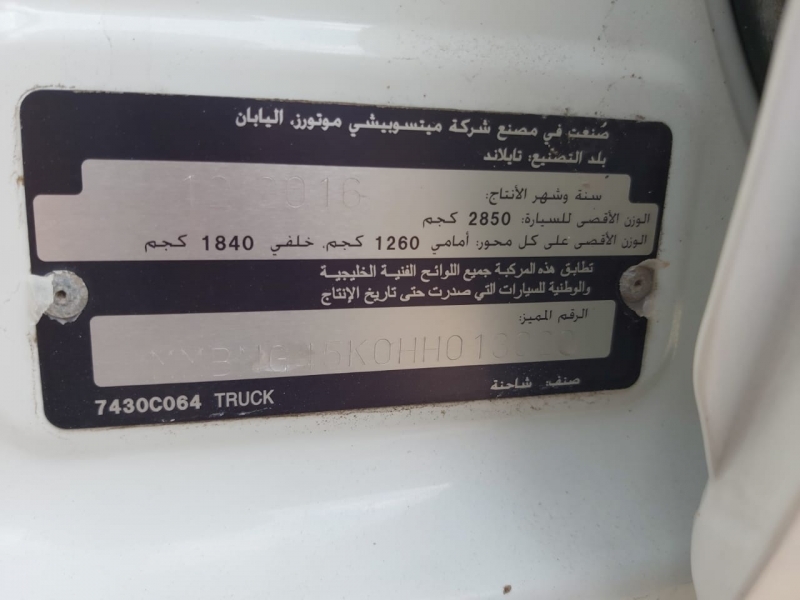 صُنعت في مصنع شركة ميتسوبيشي موتورز، اليابان
بلد التصنيع: تايلاند
سنة وشهر الأنتاج:
الوزن الأقصى للسيارة: 2850 كجم
الوزن الأقصى على كل محور: أمامي 1260 كجم، خلفي 1840 كجم
تطابق هذه المركبة جميع اللوائح الفنية الخليجية
والوطنية للسيارات التي صدرت حتى تاريخ الإنتاج
الرقم المميز:
صنف: شاحنة
7430C064 TRUCK